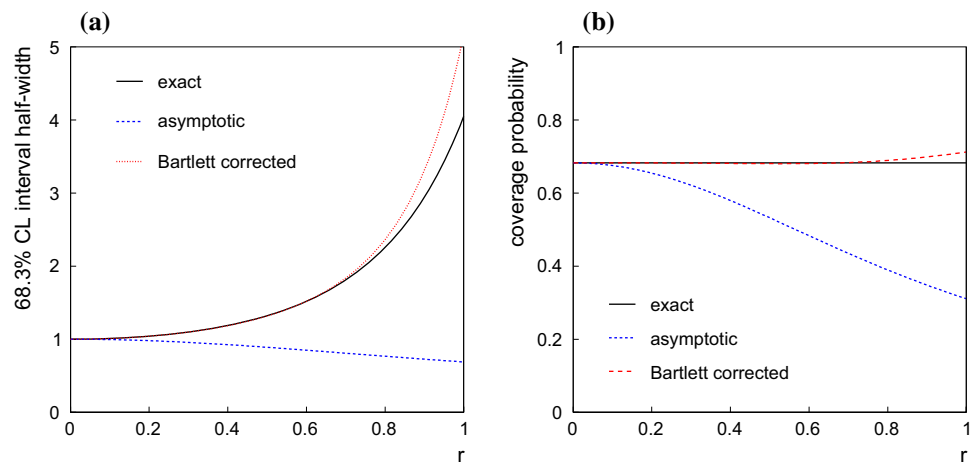 (a)
68.3% CL interval half-width
5
4
3
2
1
0
exact
asymptotic
Bartlett corrected
0 0.2 0.4 0.6 0.8 1
r
(b)
coverage probability
1
0.8
0.6
0.4
0.2
0
exact
asymptotic
Bartlett corrected
0 0.2 0.4 0.6 0.8 1
r